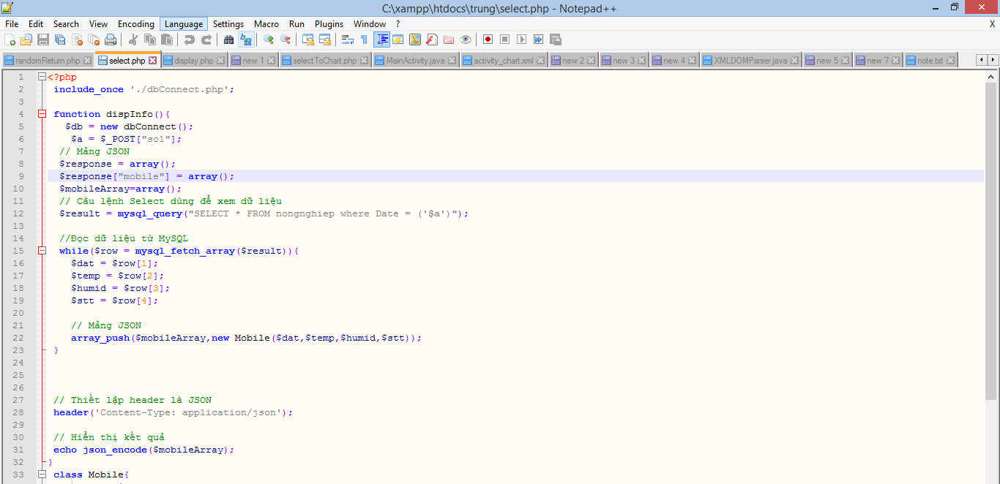 C:\xampp\htdocs\trung\select.php - Notepad++
File Edit Search View Encoding Language Settings Macro Run Plugins Window ? X
randomReturn.php select.php display.php new 1 selectToChart.php MainActivity.java activity_chart.xml new 2 new 3 new 4 XMLDOMParser.java new 5 new 7 note.txt
1 <?php
2 include_once './dbConnect.php';
3
4 function dispInfo(){
5 $db = new dbConnect();
6 $a = $_POST["so1"];
7 // Mảng JSON
8 $response = array();
9 $response["mobile"] = array();
10 $mobileArray=array();
11 // Câu lệnh Select dùng để xem dữ liệu
12 $result = mysql_query("SELECT * FROM nongnghiep where Date = ('$a')");
13
14 //Đọc dữ liệu từ MySQL
15 while($row = mysql_fetch_array($result)){
16 $dat = $row[1];
17 $temp = $row[2];
18 $humid = $row[3];
19 $stt = $row[4];
20
21 // Mảng JSON
22 array_push($mobileArray,new Mobile($dat,$temp,$humid,$stt));
23 }
24
25
26
27 // Thiết lập header là JSON
28 header('Content-Type: application/json');
29
30 // Hiển thị kết quả
31 echo json_encode($mobileArray);
32 }
33 class Mobile{